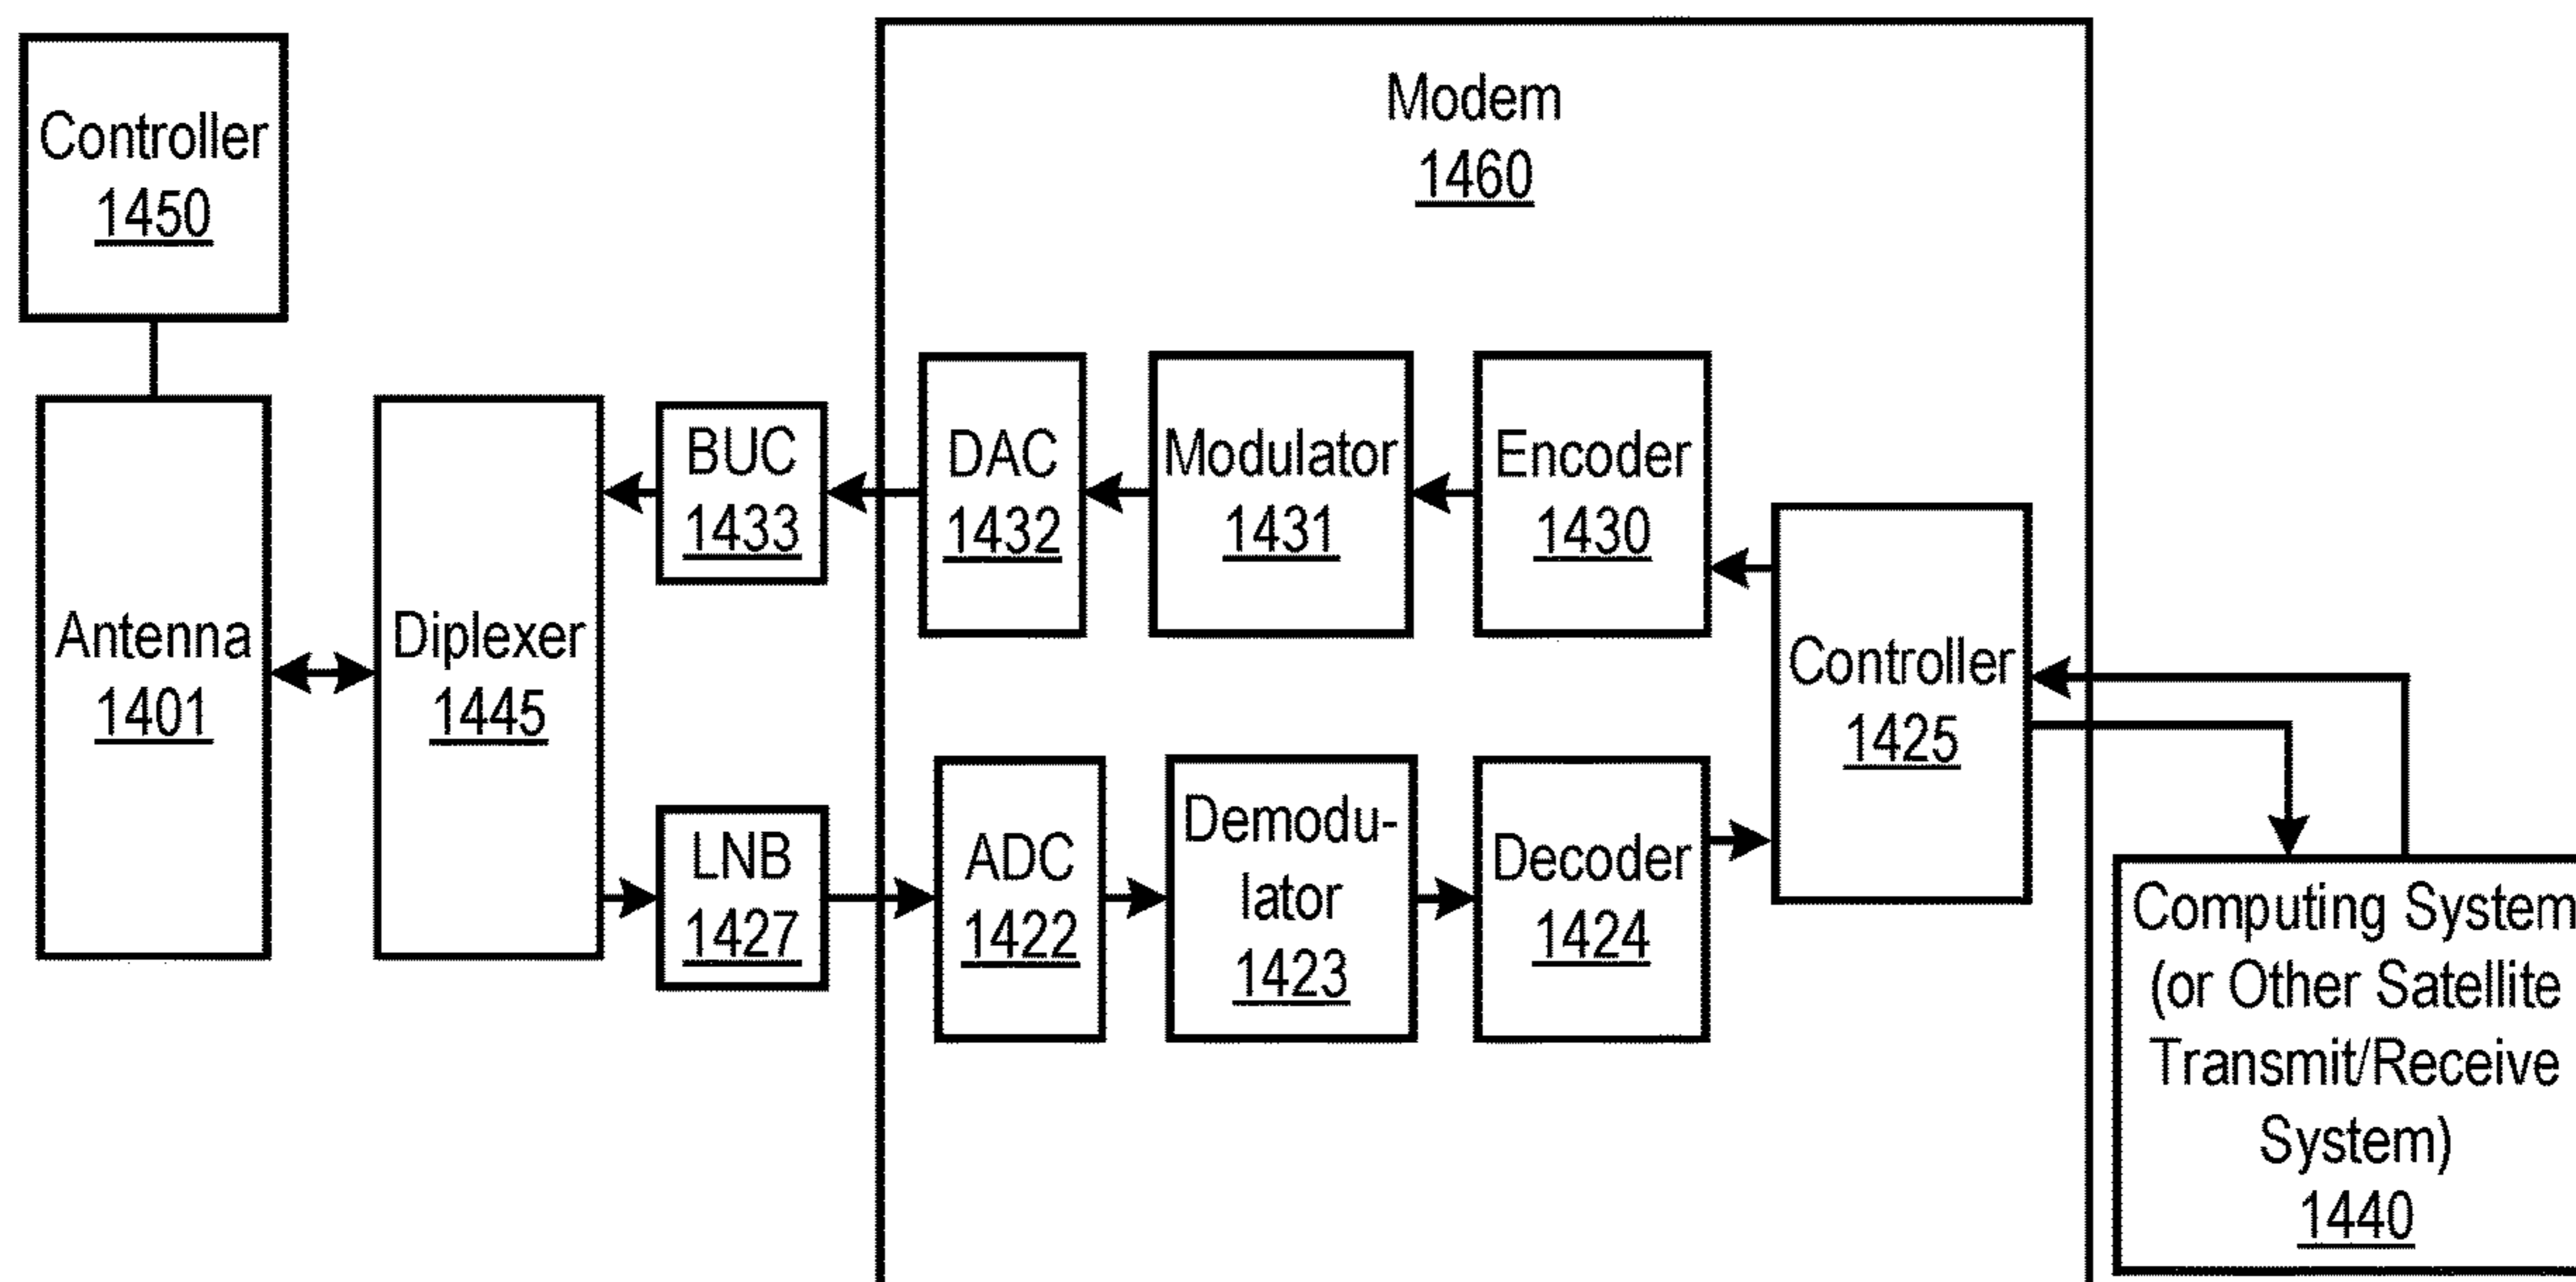 Modem
1460
Controller
1450
Antenna
1401
Diplexer
1445
BUC
1433
DAC
1432
Modulator
1431
Encoder
1430
Controller
1425
LNB
1427
ADC
1422
Demodu-
lator
1423
Decoder
1424
Computing System
(or Other Satellite
Transmit/Receive
System)
1440